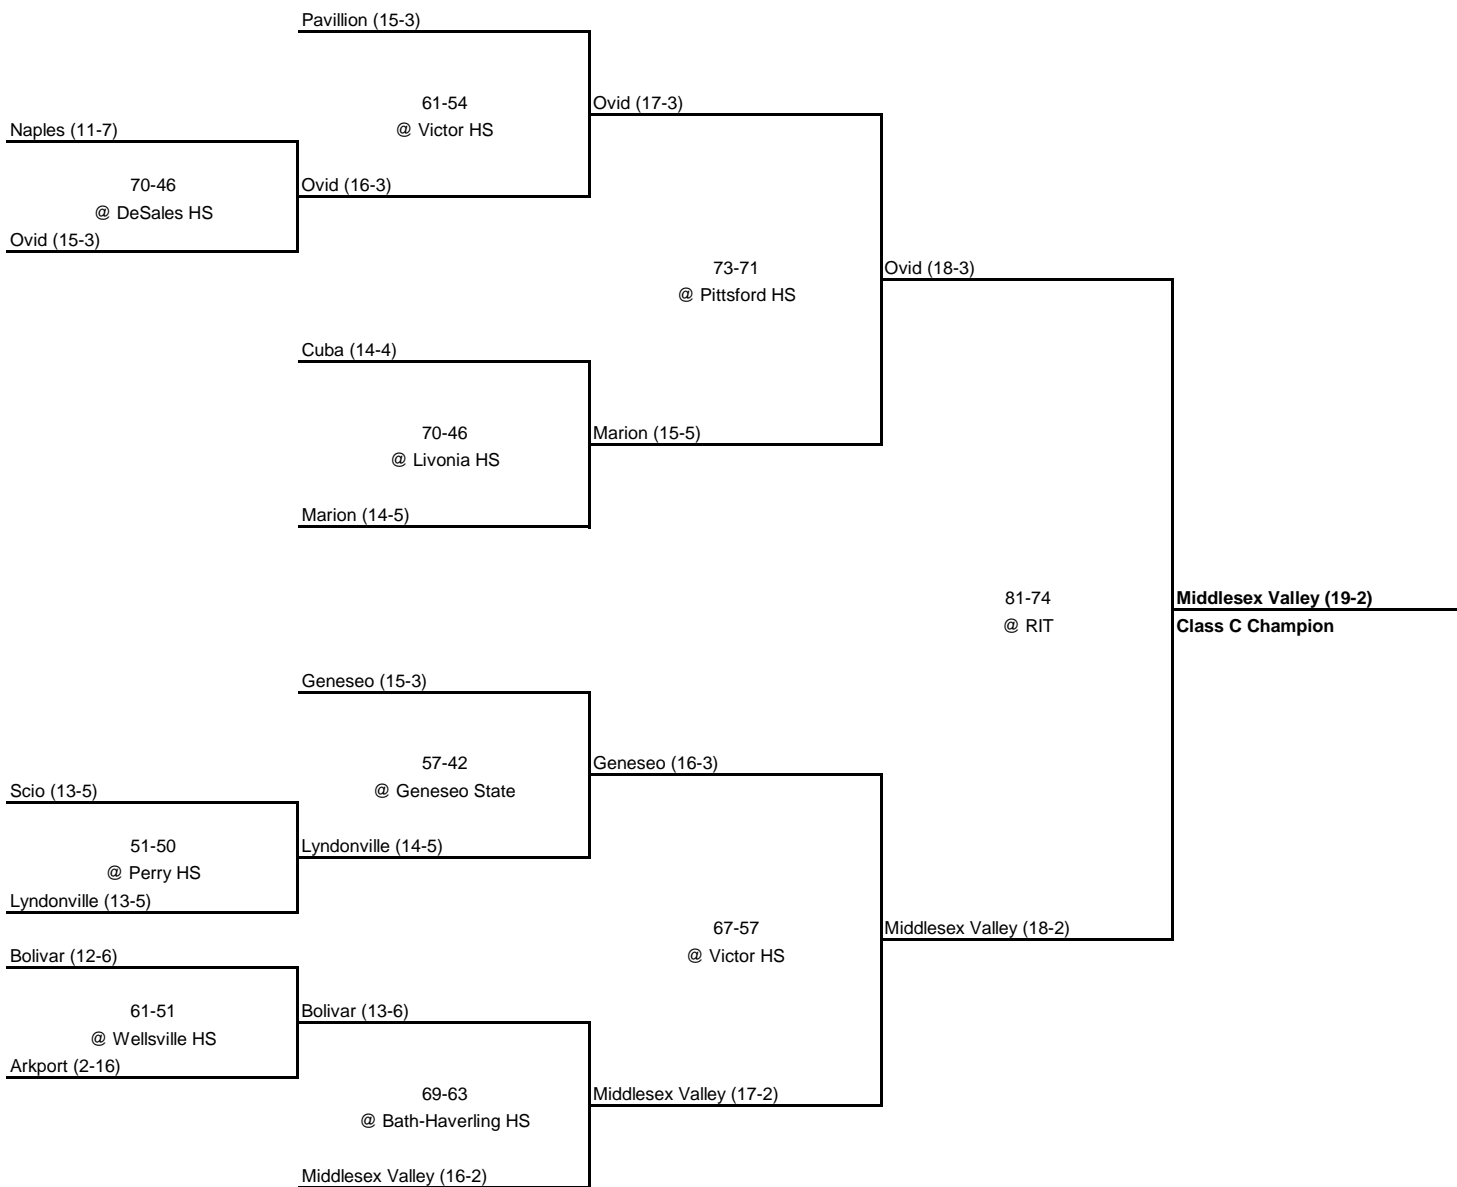 Pavillion (15-3)
61-54
@ Victor HS
Ovid (17-3)
Naples (11-7)
70-46
@ DeSales HS
Ovid (16-3)
Ovid (15-3)
73-71
@ Pittsford HS
Ovid (18-3)
Cuba (14-4)
70-46
@ Livonia HS
Marion (15-5)
Marion (14-5)
81-74
@ RIT
Middlesex Valley (19-2)
Class C Champion
Geneseo (15-3)
57-42
@ Geneseo State
Geneseo (16-3)
Scio (13-5)
51-50
@ Perry HS
Lyndonville (14-5)
Lyndonville (13-5)
67-57
@ Victor HS
Middlesex Valley (18-2)
Bolivar (12-6)
61-51
@ Wellsville HS
Bolivar (13-6)
Arkport (2-16)
69-63
@ Bath-Haverling HS
Middlesex Valley (17-2)
Middlesex Valley (16-2)